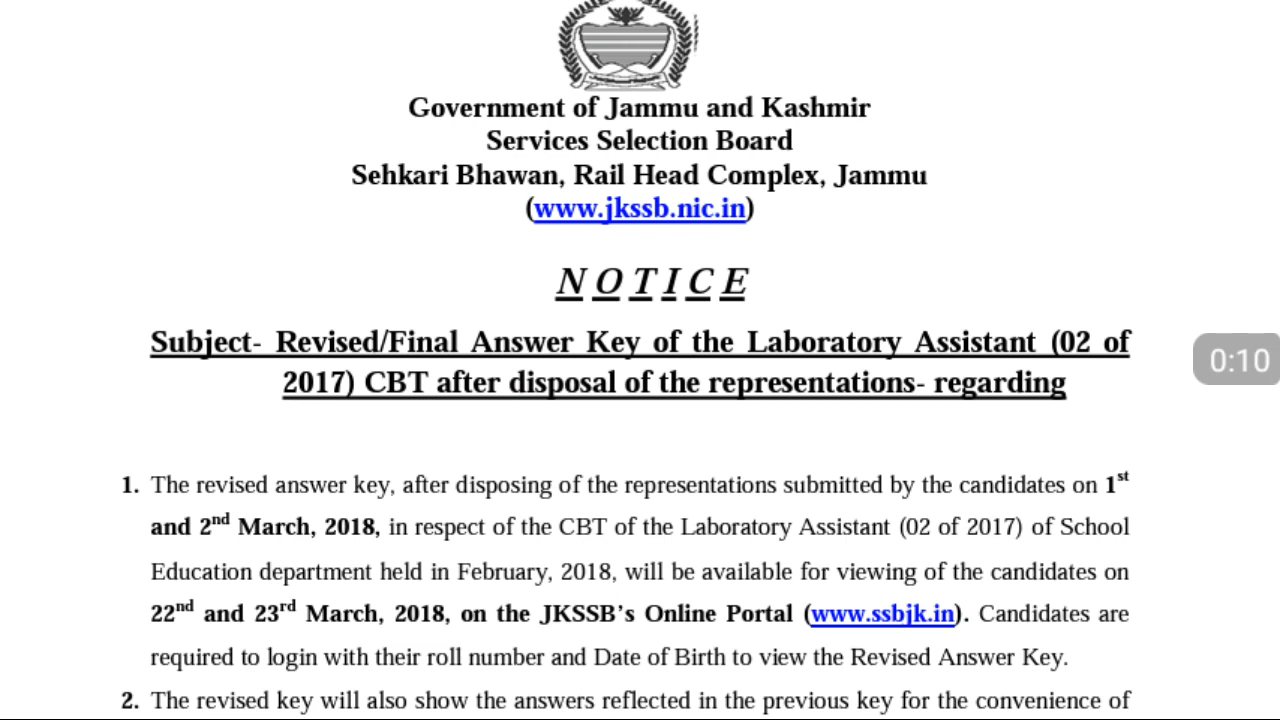 Government of Jammu and Kashmir
Services Selection Board
Sehkari Bhawan, Rail Head Complex, Jammu
(www.jkssb.nic.in)
N O T I C E
Subject- Revised/Final Answer Key of the Laboratory Assistant (02 of
2017) CBT after disposal of the representations- regarding
0:10
1. The revised answer key, after disposing of the representations submitted by the candidates on 1st
and 2nd March, 2018, in respect of the CBT of the Laboratory Assistant (02 of 2017) of School
Education department held in February, 2018, will be available for viewing of the candidates on
22nd and 23rd March, 2018, on the JKSSB’s Online Portal (www.ssbjk.in). Candidates are
required to login with their roll number and Date of Birth to view the Revised Answer Key.
2. The revised key will also show the answers reflected in the previous key for the convenience of